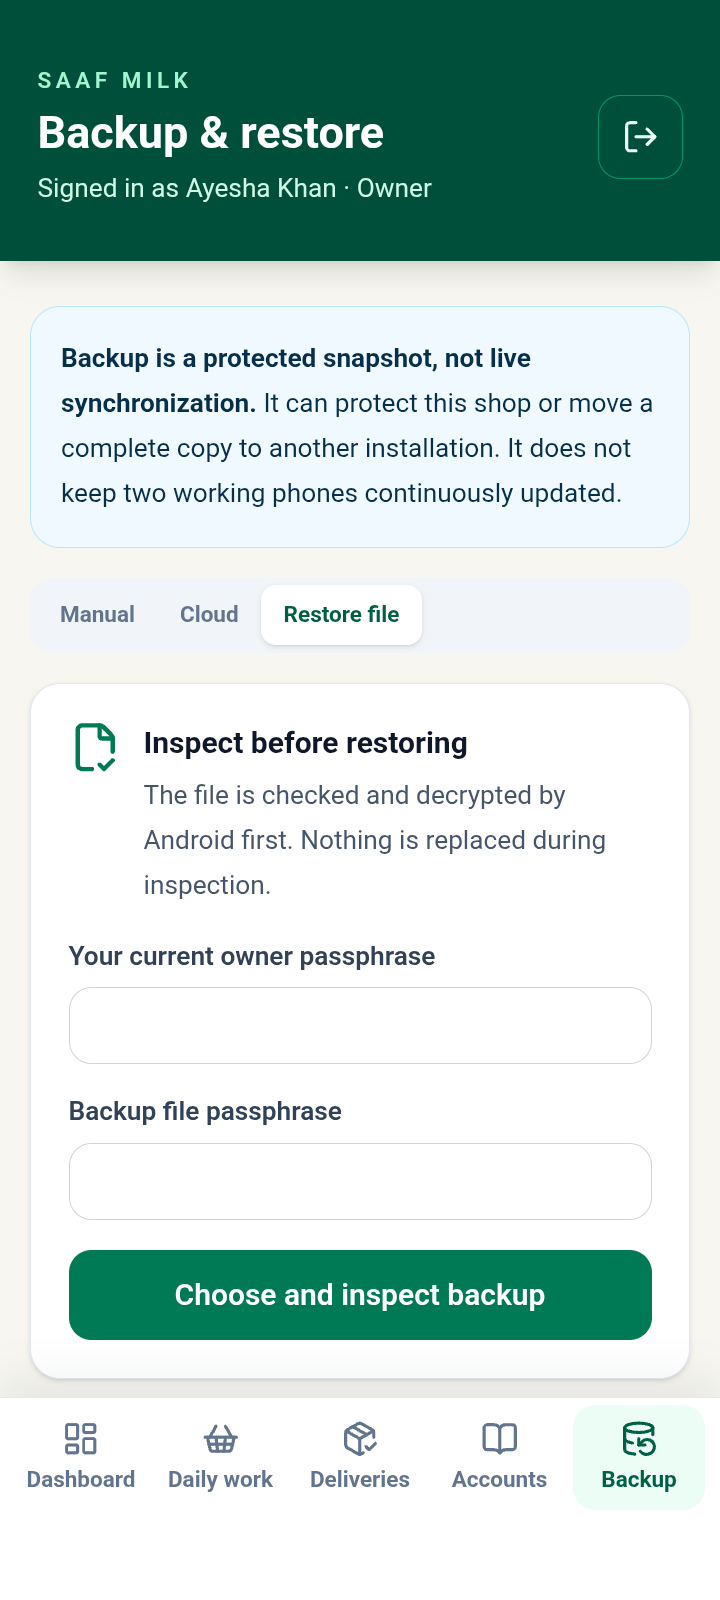 SAAF MILK
Backup & restore
Signed in as Ayesha Khan · Owner
Backup is a protected snapshot, not live
synchronization. It can protect this shop or move a
complete copy to another installation. It does not
keep two working phones continuously updated.
Manual Cloud Restore file
Inspect before restoring
The file is checked and decrypted by
Android first. Nothing is replaced during
inspection.
Your current owner passphrase
Backup file passphrase
Choose and inspect backup
Dashboard Daily work Deliveries Accounts Backup